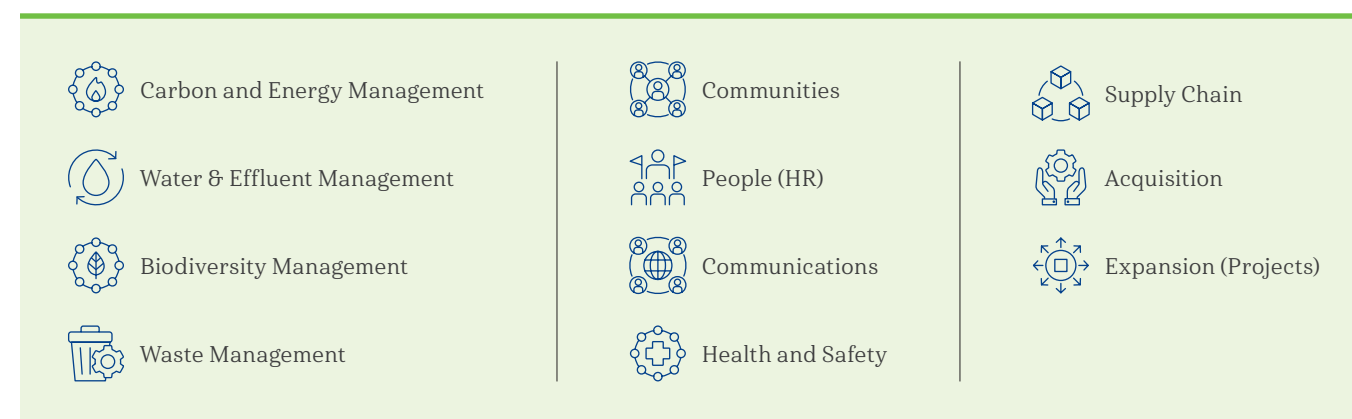 Carbon and Energy Management
Water & Effluent Management
Biodiversity Management
Waste Management
Communities
People (HR)
Communications
Health and Safety
Supply Chain
Acquisition
Expansion (Projects)